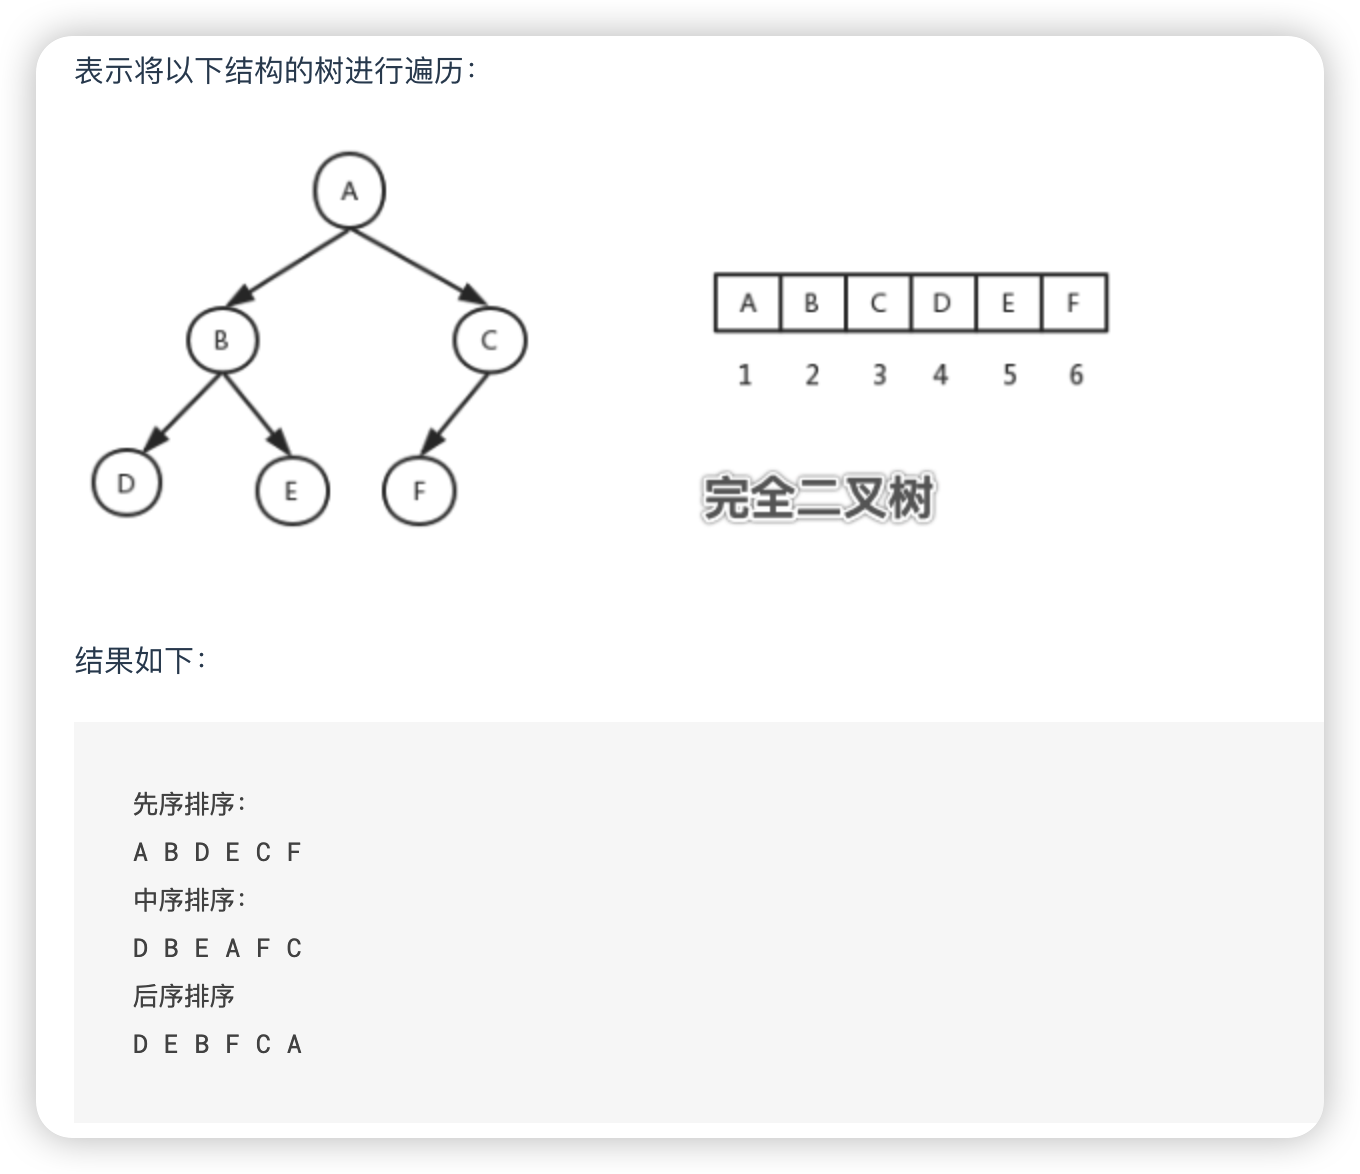 表示将以下结构的树进行遍历：
A
B C
D E F
A B C D E F
1 2 3 4 5 6
完全二叉树
结果如下：
先序排序：
A B D E C F
中序排序：
D B E A F C
后序排序
D E B F C A